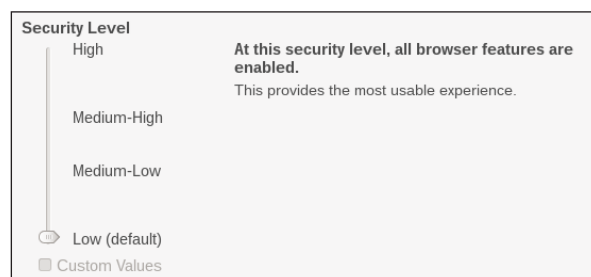 Security Level
High
At this security level, all browser features are
enabled.
This provides the most usable experience.
Medium-High
Medium-Low
Low (default)
Custom Values